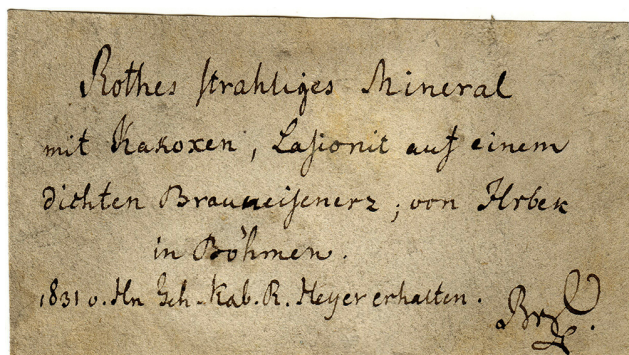 Rothes strahliges Mineral
mit Kakoxen, Lasionit auf einem
dichten Brauneisenerz; von Hrbek
in Böhmen.
1831 v. Hn Geh. Kab. R. Heyer erhalten.